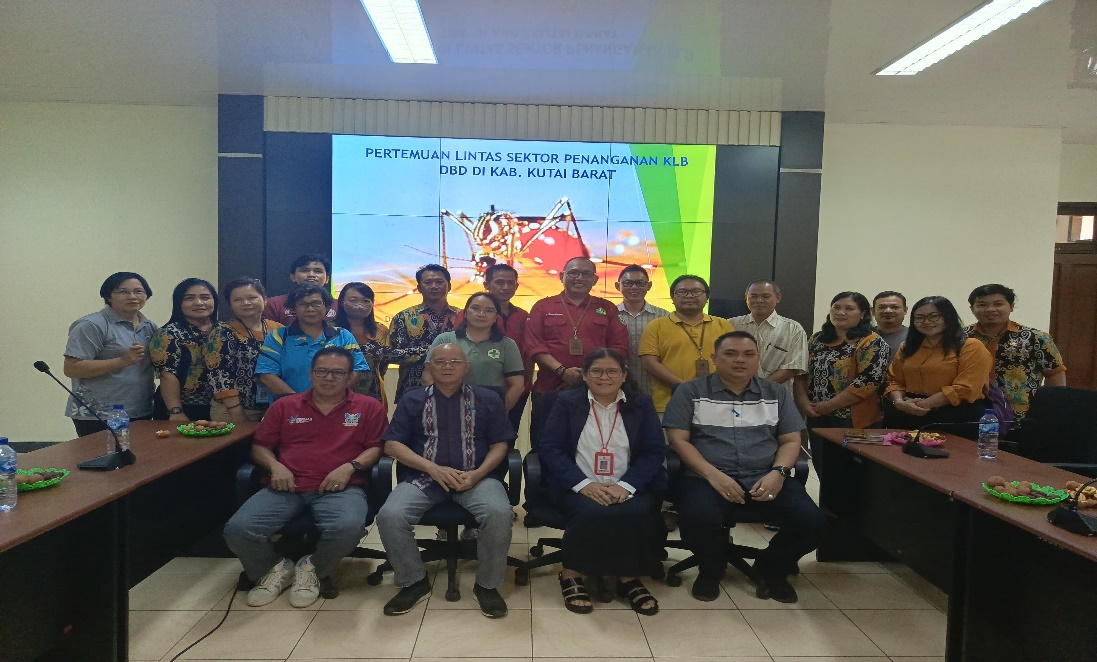 PERTEMUAN LINTAS SEKTOR PENANGANAN KLB
DBD DI KAB. KUTAI BARAT